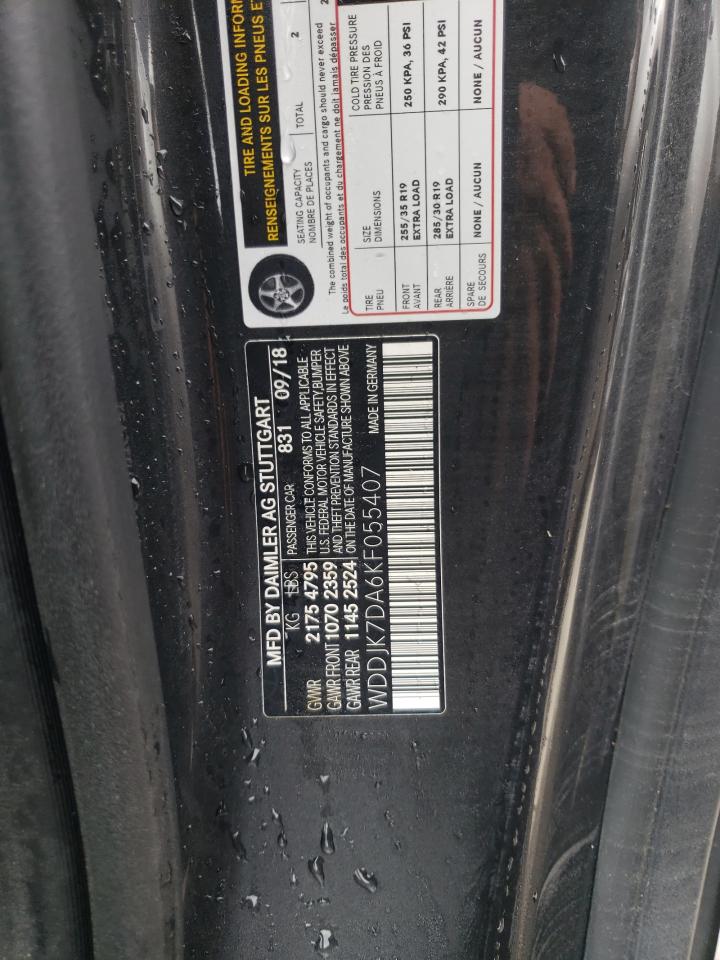 TIRE AND LOADING INFORM
RENSEIGNEMENTS SUR LES PNEUS ET
SEATING CAPACITY
NOMBRE DE PLACES
TOTAL 2
The combined weight of occupants and cargo should never exceed 2
Le poids total des occupants et du chargement ne doit jamais dépasser
TIRE
PNEU
SIZE
DIMENSIONS
COLD TIRE PRESSURE
PRESSION DES
PNEUS À FROID
FRONT
AVANT
255/35 R19
EXTRA LOAD
250 KPA, 36 PSI
REAR
ARRIÈRE
285/30 R19
EXTRA LOAD
290 KPA, 42 PSI
SPARE
DE SECOURS
NONE / AUCUN
NONE / AUCUN
MFD BY DAIMLER AG STUTTGART
KG LBS PASSENGER CAR 831 09/18
GVWR 2175 4795 THIS VEHICLE CONFORMS TO ALL APPLICABLE
U.S. FEDERAL MOTOR VEHICLE SAFETY, BUMPER
GAWR FRONT 1070 2359 AND THEFT PREVENTION STANDARDS IN EFFECT
GAWR REAR 1145 2524 ON THE DATE OF MANUFACTURE SHOWN ABOVE
WDDJK7DA6KF055407 MADE IN GERMANY